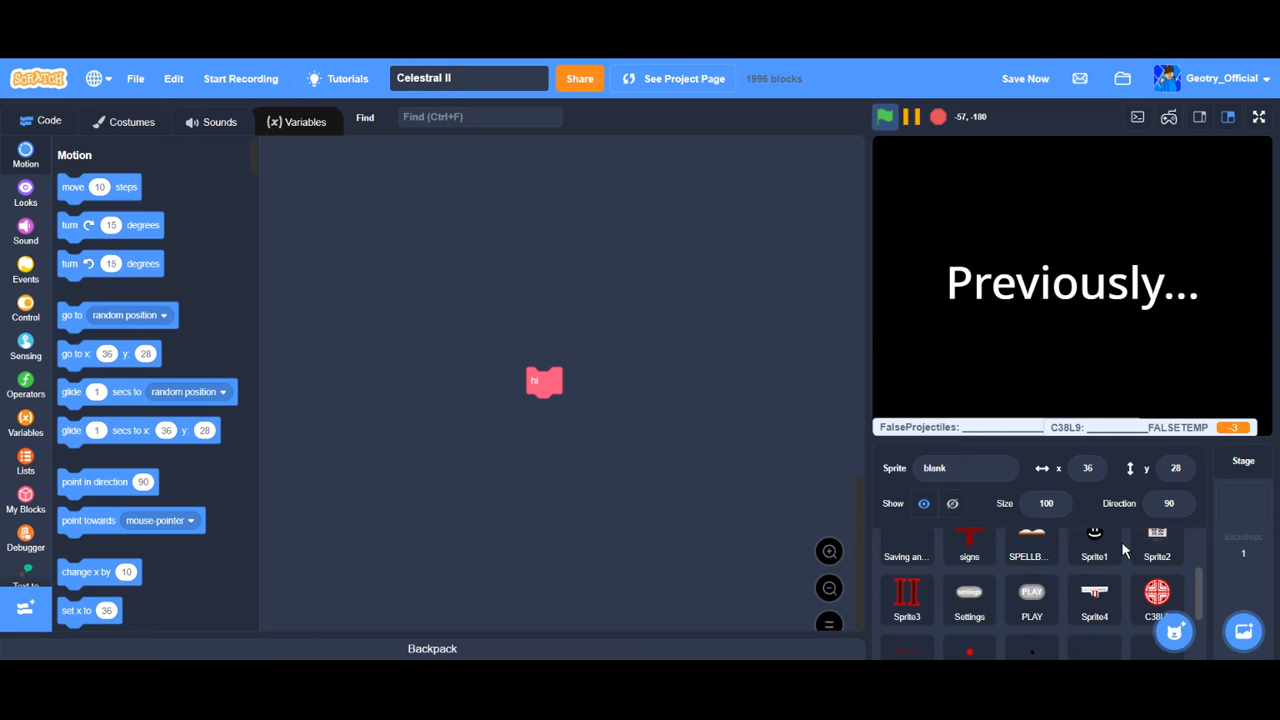 SCRATCH File Edit Start Recording Tutorials Celestral II Share See Project Page 1996 blocks Save Now Geotry_Official
Code Costumes Sounds (x) Variables Find Find (Ctrl+F) -57, -180
Motion
Looks
Sound
Events
Control
Sensing
Operators
Variables
Lists
My Blocks
Debugger
Text to
Motion
move 10 steps
turn 15 degrees
turn 15 degrees
go to random position
go to x: 36 y: 28
glide 1 secs to random position
glide 1 secs to x: 36 y: 28
point in direction 90
point towards mouse-pointer
change x by 10
set x to 36
hi
Backpack
Previously...
FalseProjectiles: C38L9: FALSETEMP -3
Sprite blank x 36 y 28
Show Size 100 Direction 90
Saving an... signs SPELLB... Sprite1 Sprite2
Sprite3 Settings PLAY Sprite4
settings PLAY
Stage
Backdrops
1